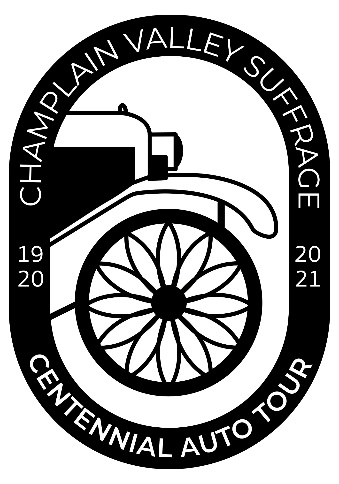 CHAMPLAIN VALLEY SUFFRAGE
19
20
20
21
CENTENNIAL AUTO TOUR